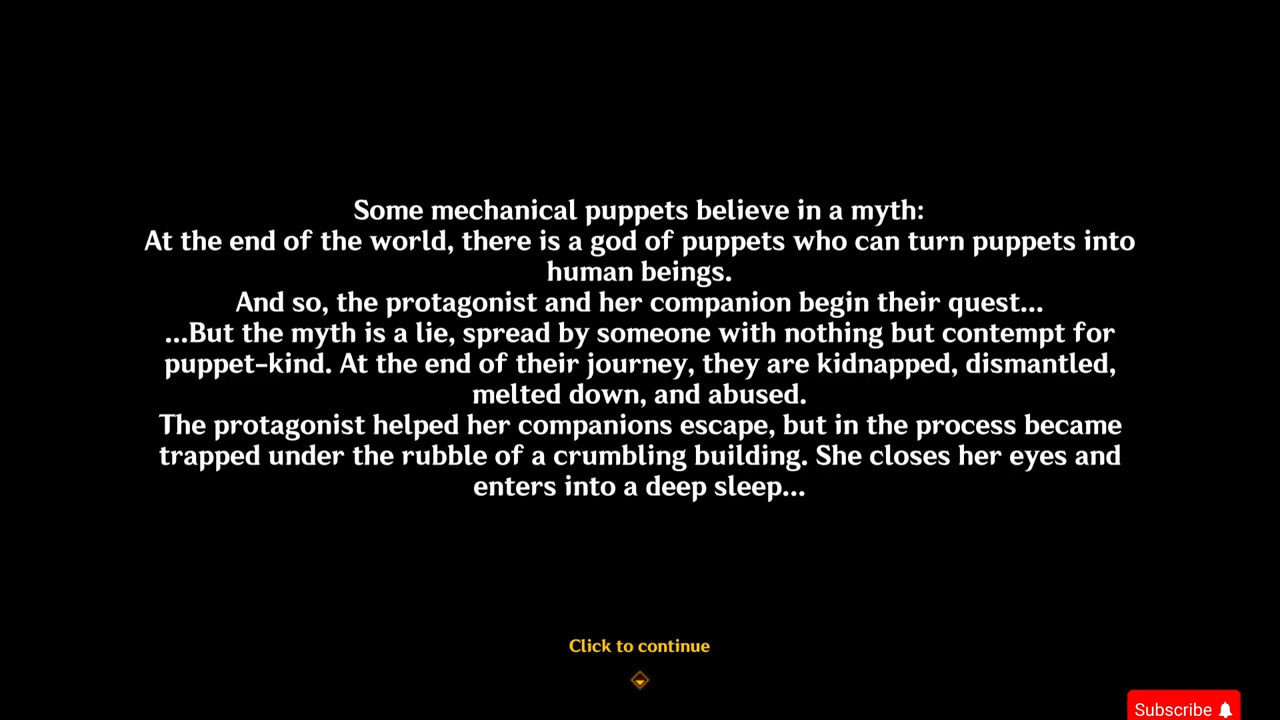 Some mechanical puppets believe in a myth:
At the end of the world, there is a god of puppets who can turn puppets into
human beings.
And so, the protagonist and her companion begin their quest...
...But the myth is a lie, spread by someone with nothing but contempt for
puppet-kind. At the end of their journey, they are kidnapped, dismantled,
melted down, and abused.
The protagonist helped her companions escape, but in the process became
trapped under the rubble of a crumbling building. She closes her eyes and
enters into a deep sleep...
Click to continue
Subscribe